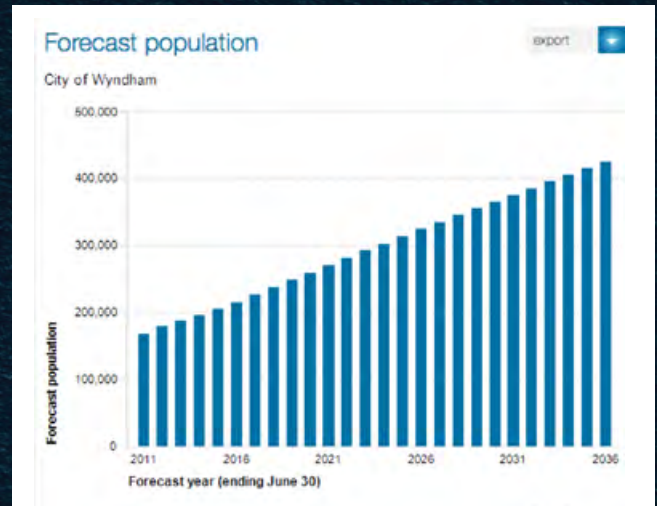 Forecast population
export
City of Wyndham
500,000
400,000
300,000
200,000
100,000
0
Forecast population
2011 2016 2021 2026 2031 2036
Forecast year (ending June 30)